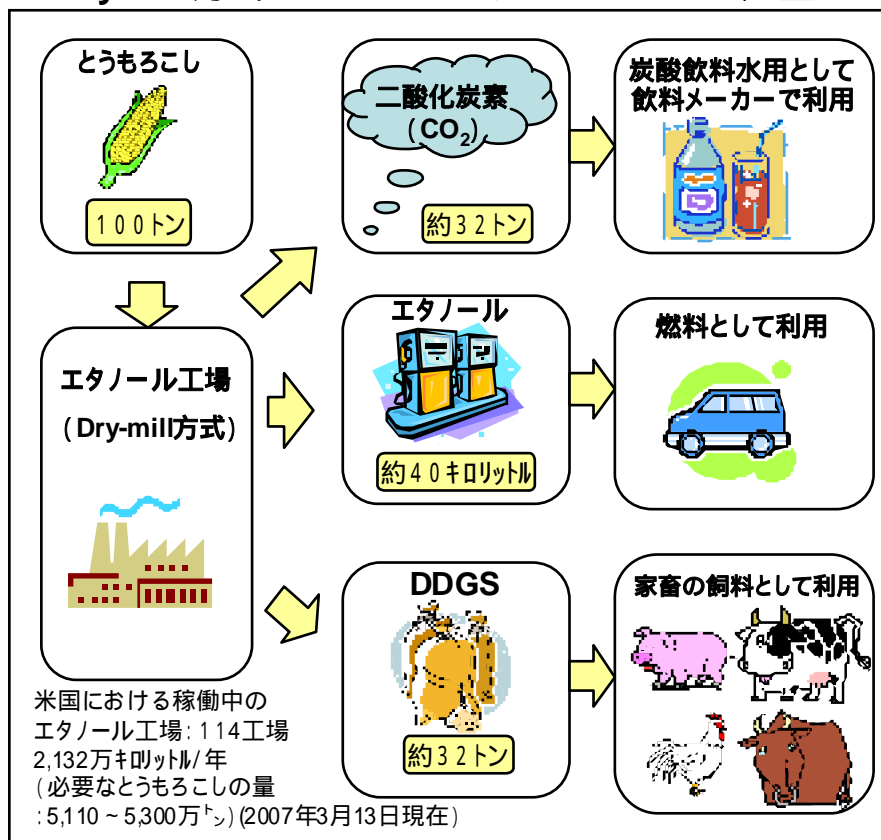 とうもろこし
100トン
二酸化炭素
(CO2)
約32トン
炭酸飲料水用として
飲料メーカーで利用
エタノール工場
(Dry-mill方式)
エタノール
約40キロリットル
燃料として利用
DDGS
約32トン
家畜の飼料として利用
米国における稼働中の
エタノール工場:114工場
2,132万キロリットル/年
(必要なとうもろこしの量
:5,110~5,300万トン)(2007年3月13日現在)